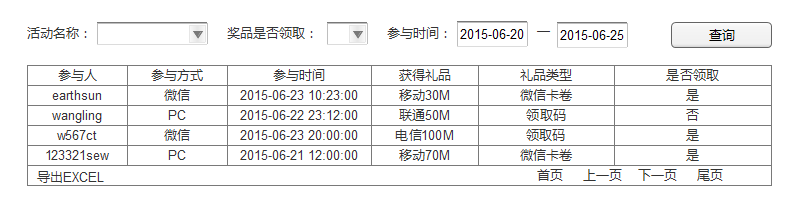 活动名称： 奖品是否领取： 参与时间： 2015-06-20 — 2015-06-25 查询
参与人 参与方式 参与时间 获得礼品 礼品类型 是否领取
earthsun 微信 2015-06-23 10:23:00 移动30M 微信卡卷 是
wangling PC 2015-06-22 23:12:00 联通50M 领取码 否
w567ct 微信 2015-06-23 20:00:00 电信100M 领取码 是
123321sew PC 2015-06-21 12:00:00 移动70M 微信卡卷 是
导出EXCEL 首页 上一页 下一页 尾页